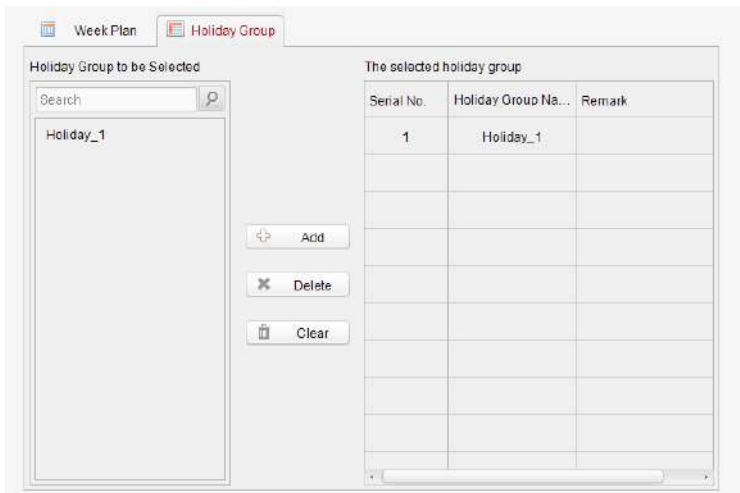 Week Plan Holiday Group
Holiday Group to be Selected
Search
Holiday_1
Add
Delete
Clear
The selected holiday group
Serial No. Holiday Group Na... Remark
1 Holiday_1